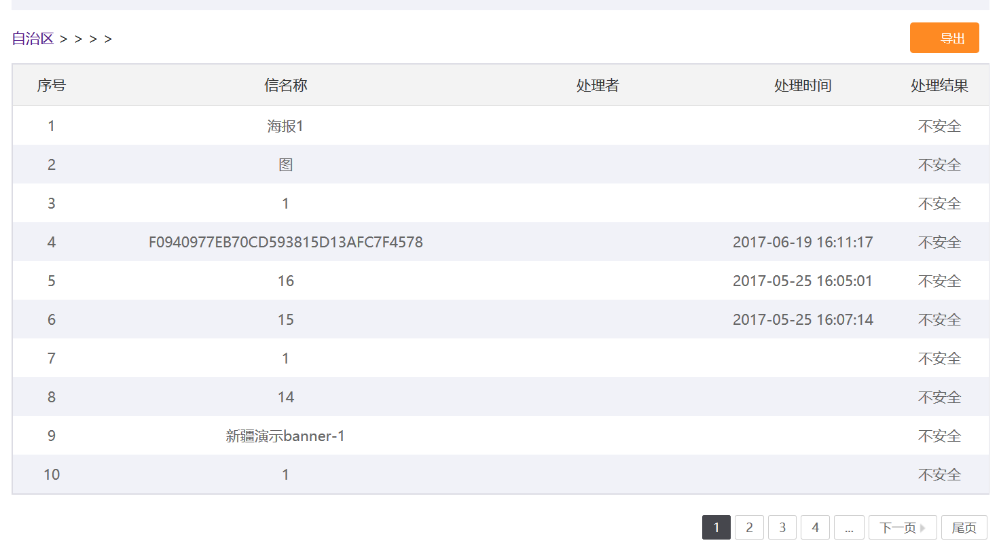 自治区 > > > >
导出
序号 信名称 处理者 处理时间 处理结果
1 海报1 不安全
2 图 不安全
3 1 不安全
4 F0940977EB70CD593815D13AFC7F4578 2017-06-19 16:11:17 不安全
5 16 2017-05-25 16:05:01 不安全
6 15 2017-05-25 16:07:14 不安全
7 1 不安全
8 14 不安全
9 新疆演示banner-1 不安全
10 1 不安全
1 2 3 4 ... 下一页 尾页